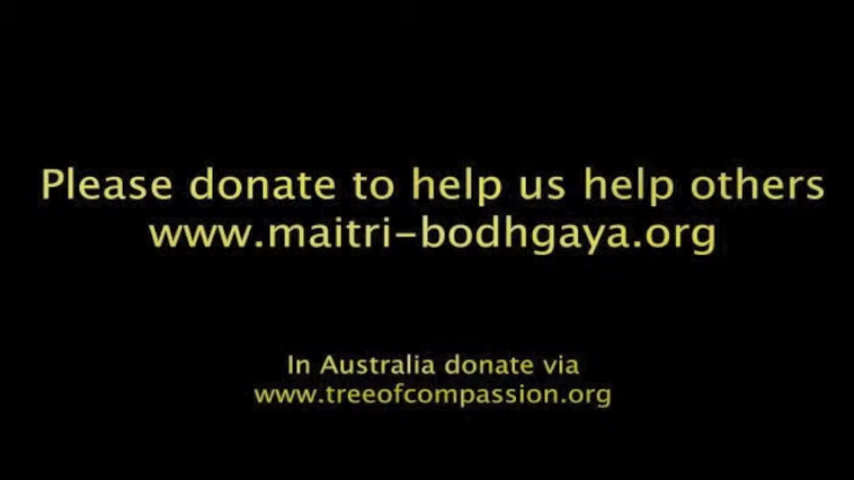 Please donate to help us help others
www.maitri-bodhgaya.org
In Australia donate via
www.treeofcompassion.org